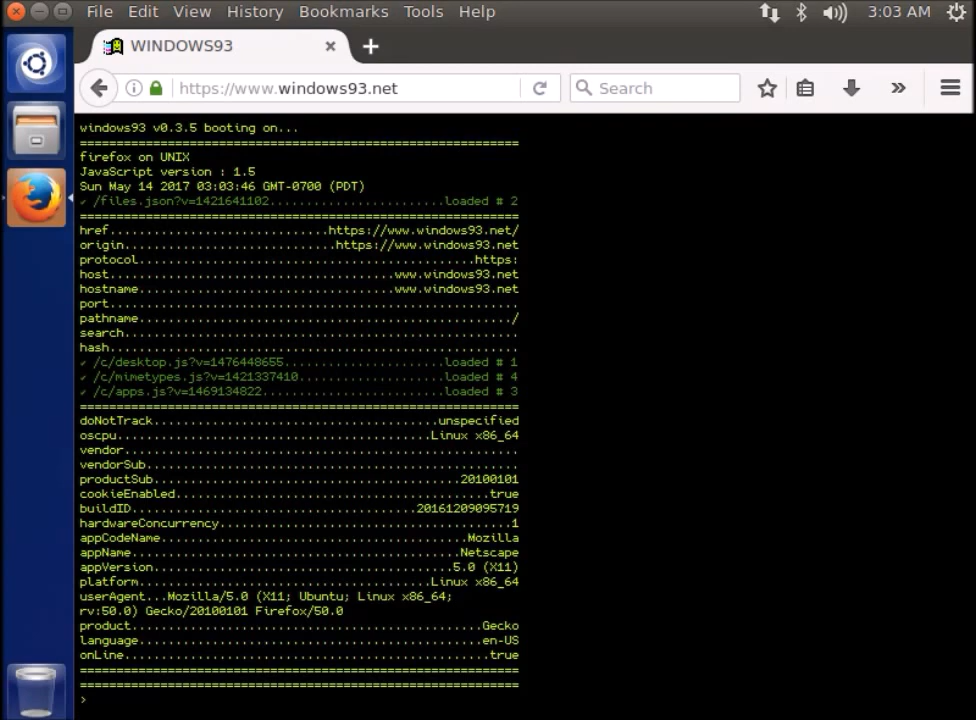 File Edit View History Bookmarks Tools Help 3:03 AM
WINDOWS93
https://www.windows93.net Search
windows93 v0.3.5 booting on...
=============================================================
firefox on UNIX
JavaScript version : 1.5
Sun May 14 2017 03:03:46 GMT-0700 (PDT)
✓ /files.json?v=1421641102........................loaded # 2
=============================================================
href..............................https://www.windows93.net/
origin.............................https://www.windows93.net
protocol..............................................https:
host.......................................www.windows93.net
hostname...................................www.windows93.net
port.........................................................
pathname..................................................../
search.......................................................
hash.........................................................
✓ /c/desktop.js?v=1476448655......................loaded # 1
✓ /c/mimetypes.js?v=1421337410....................loaded # 4
✓ /c/apps.js?v=1469134822.........................loaded # 3
=============================================================
doNotTrack.......................................unspecified
oscpu...........................................Linux x86_64
vendor.......................................................
vendorSub....................................................
productSub..........................................20100101
cookieEnabled...........................................true
buildID.......................................20161209095719
hardwareConcurrency........................................1
appCodeName..........................................Mozilla
appName.............................................Netscape
appVersion.........................................5.0 (X11)
platform........................................Linux x86_64
userAgent...Mozilla/5.0 (X11; Ubuntu; Linux x86_64;
rv:50.0) Gecko/20100101 Firefox/50.0
product................................................Gecko
language...............................................en-US
onLine..................................................true
=============================================================
=============================================================
>